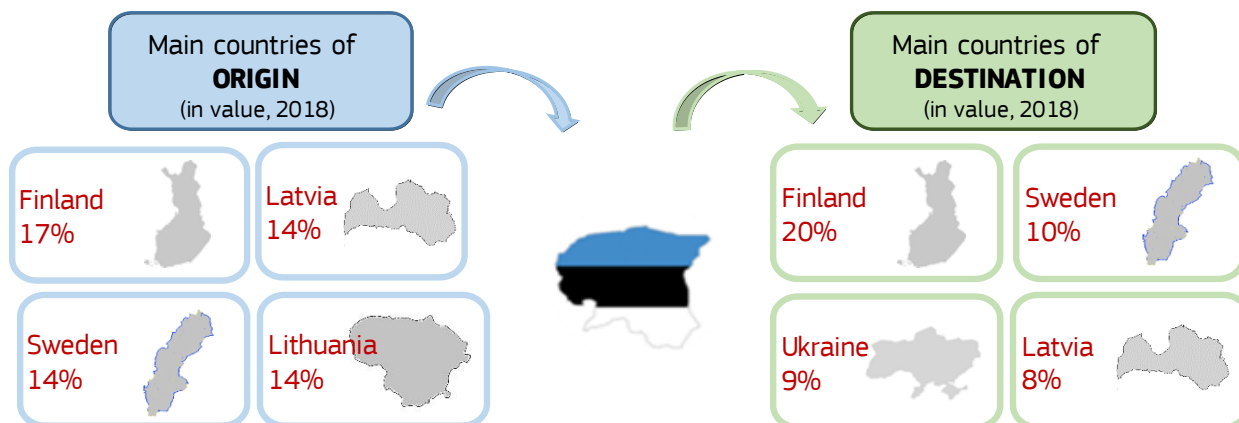 Main countries of
ORIGIN
(in value, 2018)
Main countries of
DESTINATION
(in value, 2018)
Finland
17%
Latvia
14%
Sweden
14%
Lithuania
14%
Finland
20%
Sweden
10%
Ukraine
9%
Latvia
8%